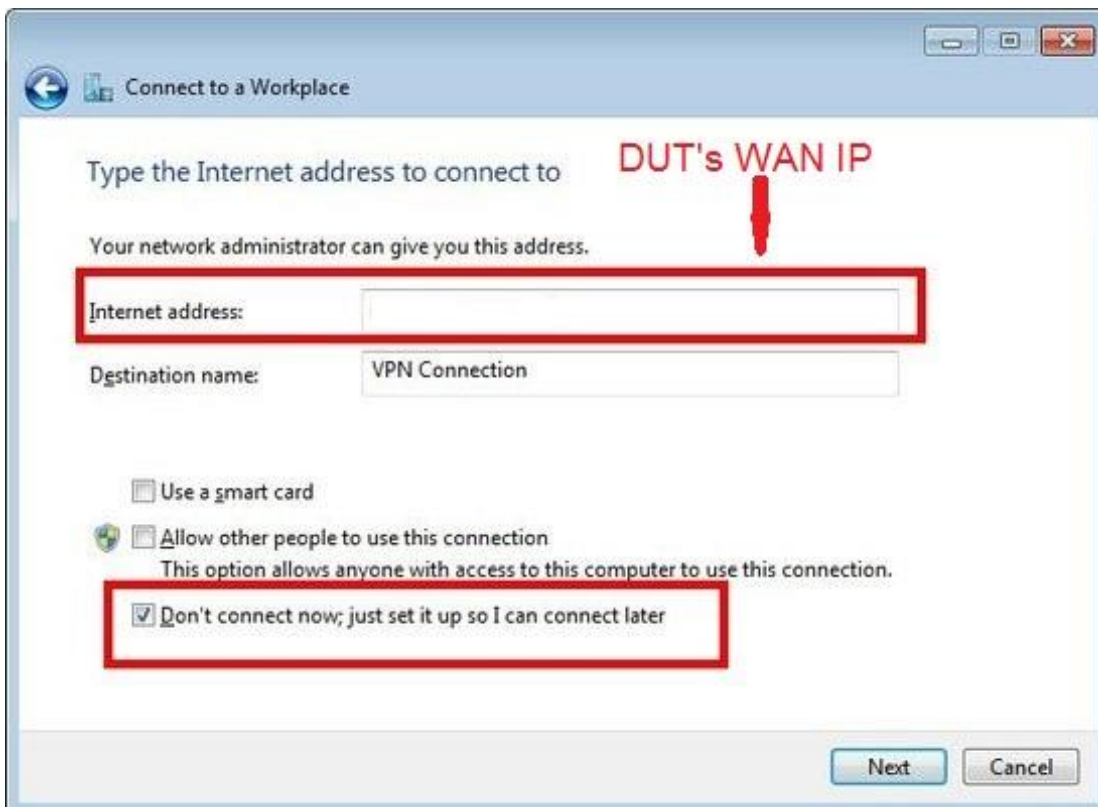 Connect to a Workplace
Type the Internet address to connect to
DUT's WAN IP
Your network administrator can give you this address.
Internet address:
Destination name:
VPN Connection
Use a smart card
Allow other people to use this connection
This option allows anyone with access to this computer to use this connection.
Don't connect now; just set it up so I can connect later
Next
Cancel